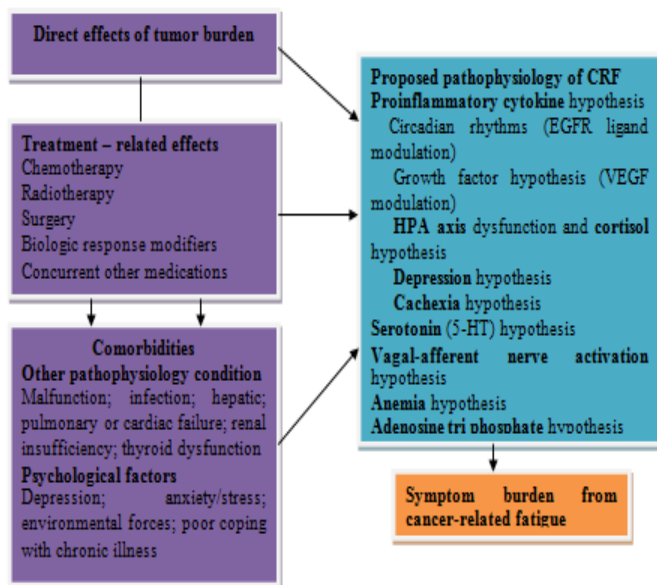 Direct effects of tumor burden
Treatment – related effects
Chemotherapy
Radiotherapy
Surgery
Biologic response modifiers
Concurrent other medications
Comorbidities
Other pathophysiology condition
Malfunction; infection; hepatic;
pulmonary or cardiac failure; renal
insufficiency; thyroid dysfunction
Psychological factors
Depression; anxiety/stress;
environmental forces; poor coping
with chronic illness
Proposed pathophysiology of CRF
Proinflammatory cytokine hypothesis
Circadian rhythms (EGFR ligand
modulation)
Growth factor hypothesis (VEGF
modulation)
HPA axis dysfunction and cortisol
hypothesis
Depression hypothesis
Cachexia hypothesis
Serotonin (5-HT) hypothesis
Vagal-afferent nerve activation
hypothesis
Anemia hypothesis
Adenosine tri phosphate hypothesis
Symptom burden from
cancer-related fatigue